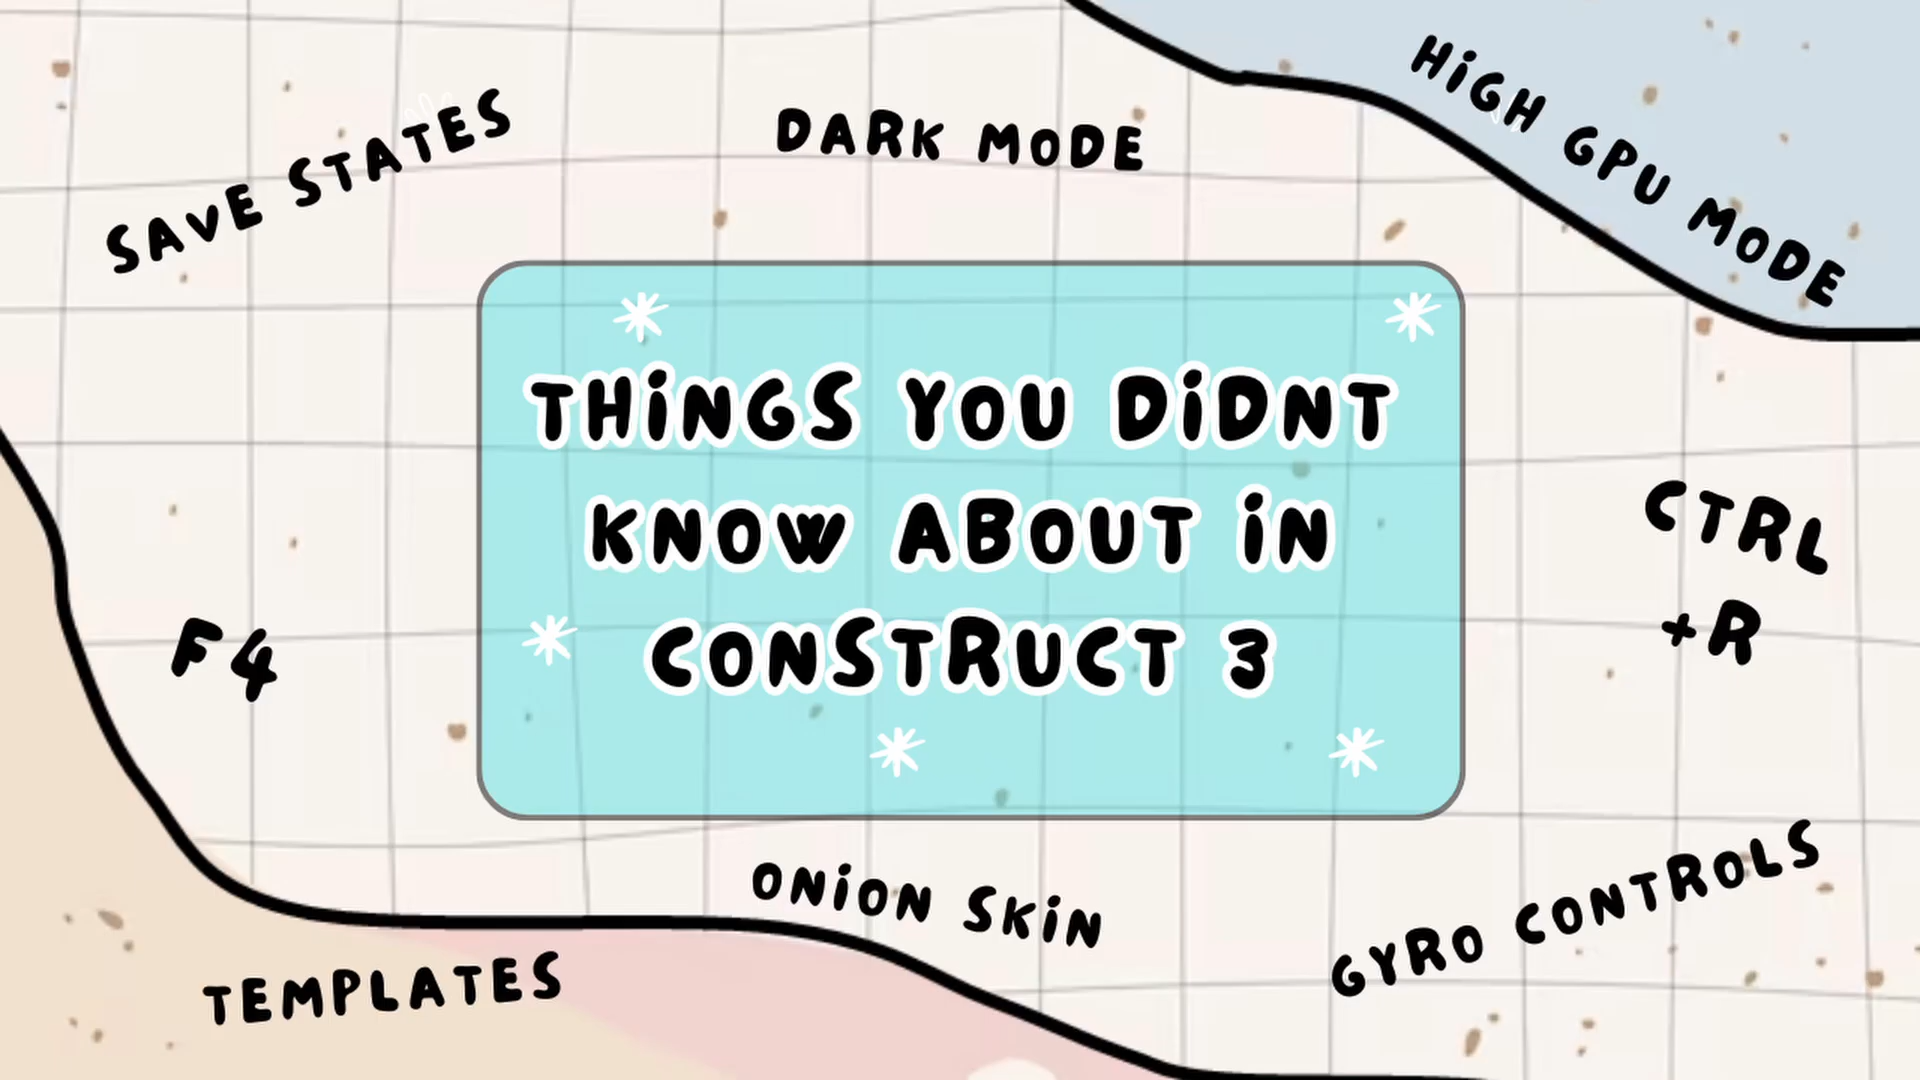 SAVE STATES
DARK MODE
HiGH GPU MODE
THiNGS YOU DiDNT
KNOW ABOUT iN
CONSTRUCT 3
F4
CTRL
+R
ONiON SKiN
GYRO CONTROLS
TEMPLATES